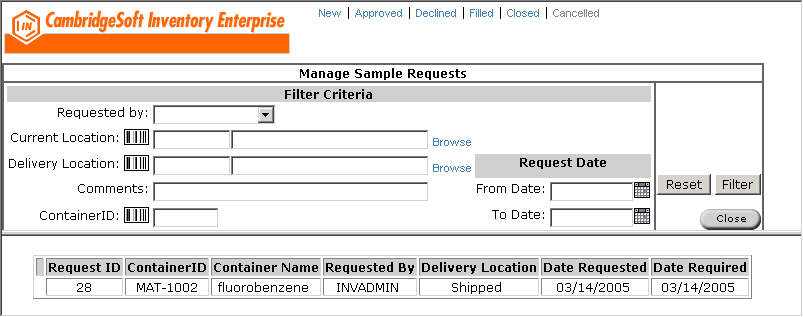 New | Approved | Declined | Filled | Closed | Cancelled
IN CambridgeSoft Inventory Enterprise
Manage Sample Requests
Filter Criteria
Requested by:
Current Location: Browse
Delivery Location: Browse Request Date
Comments: From Date: Reset Filter
ContainerID: To Date: Close
Request ID ContainerID Container Name Requested By Delivery Location Date Requested Date Required
28 MAT-1002 fluorobenzene INVADMIN Shipped 03/14/2005 03/14/2005